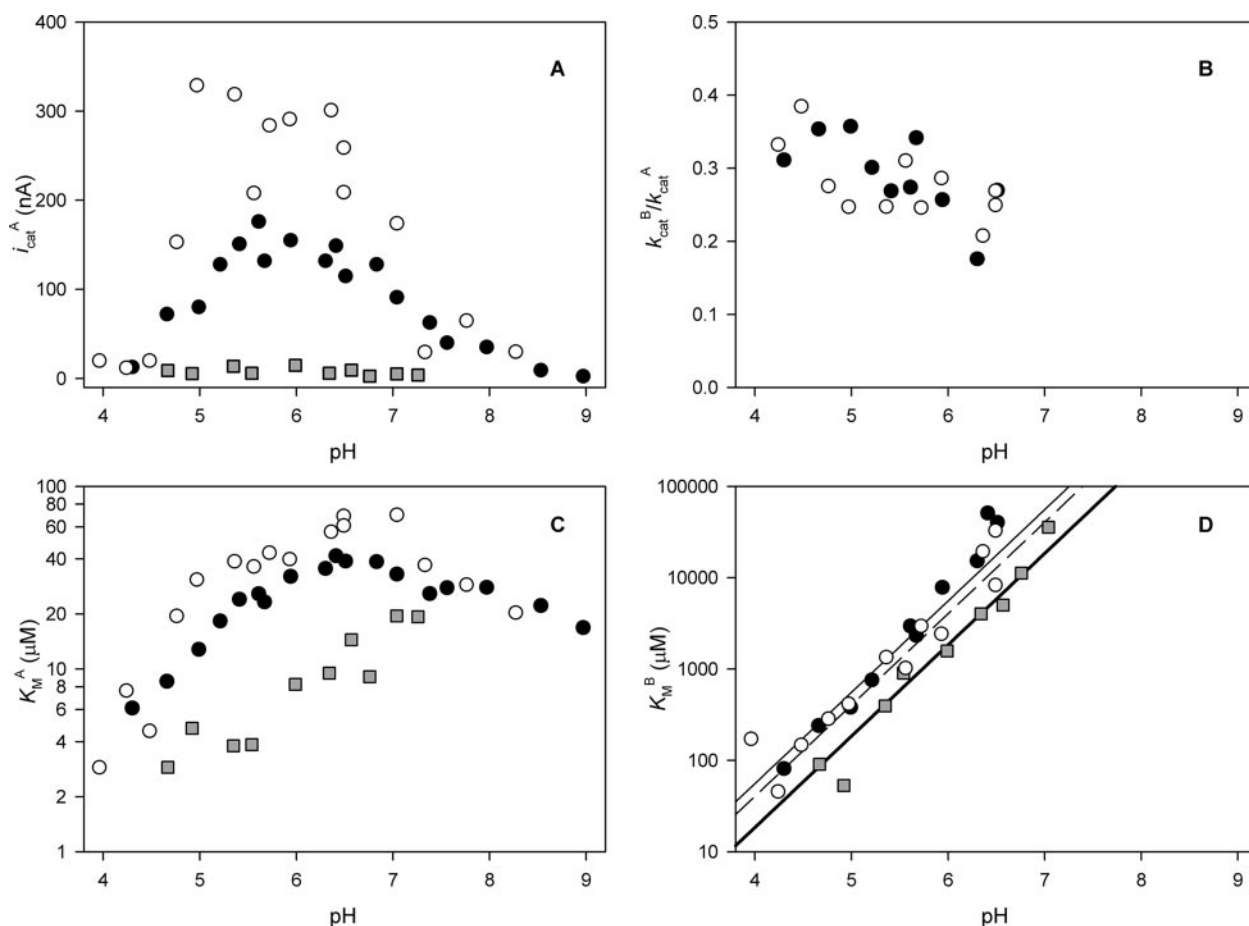 400
300
200
100
0
i_cat^A (nA)
A
4 5 6 7 8 9
pH
0.5
0.4
0.3
0.2
0.1
0.0
k_cat^B/k_cat^A
B
4 5 6 7 8 9
pH
100
80
60
40
20
10
8
6
4
2
1
K_M^A (μM)
C
4 5 6 7 8 9
pH
100000
10000
1000
100
10
K_M^B (μM)
D
4 5 6 7 8 9
pH